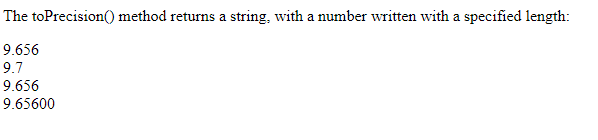 The toPrecision() method returns a string, with a number written with a specified length:
9.656
9.7
9.656
9.65600